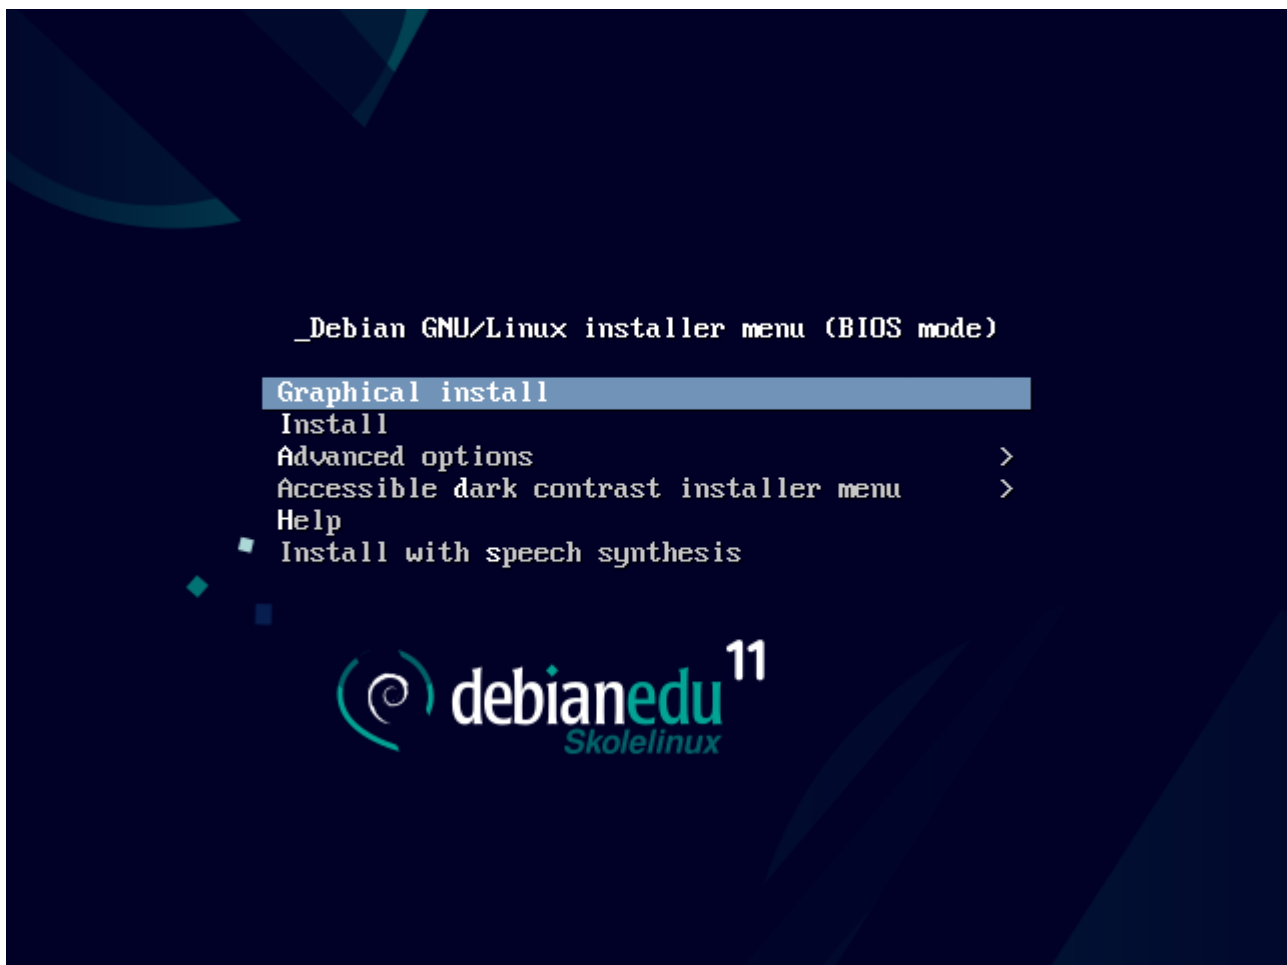 _Debian GNU/Linux installer menu (BIOS mode)
Graphical install
Install
Advanced options >
Accessible dark contrast installer menu >
Help
Install with speech synthesis
debianedu 11
Skolelinux